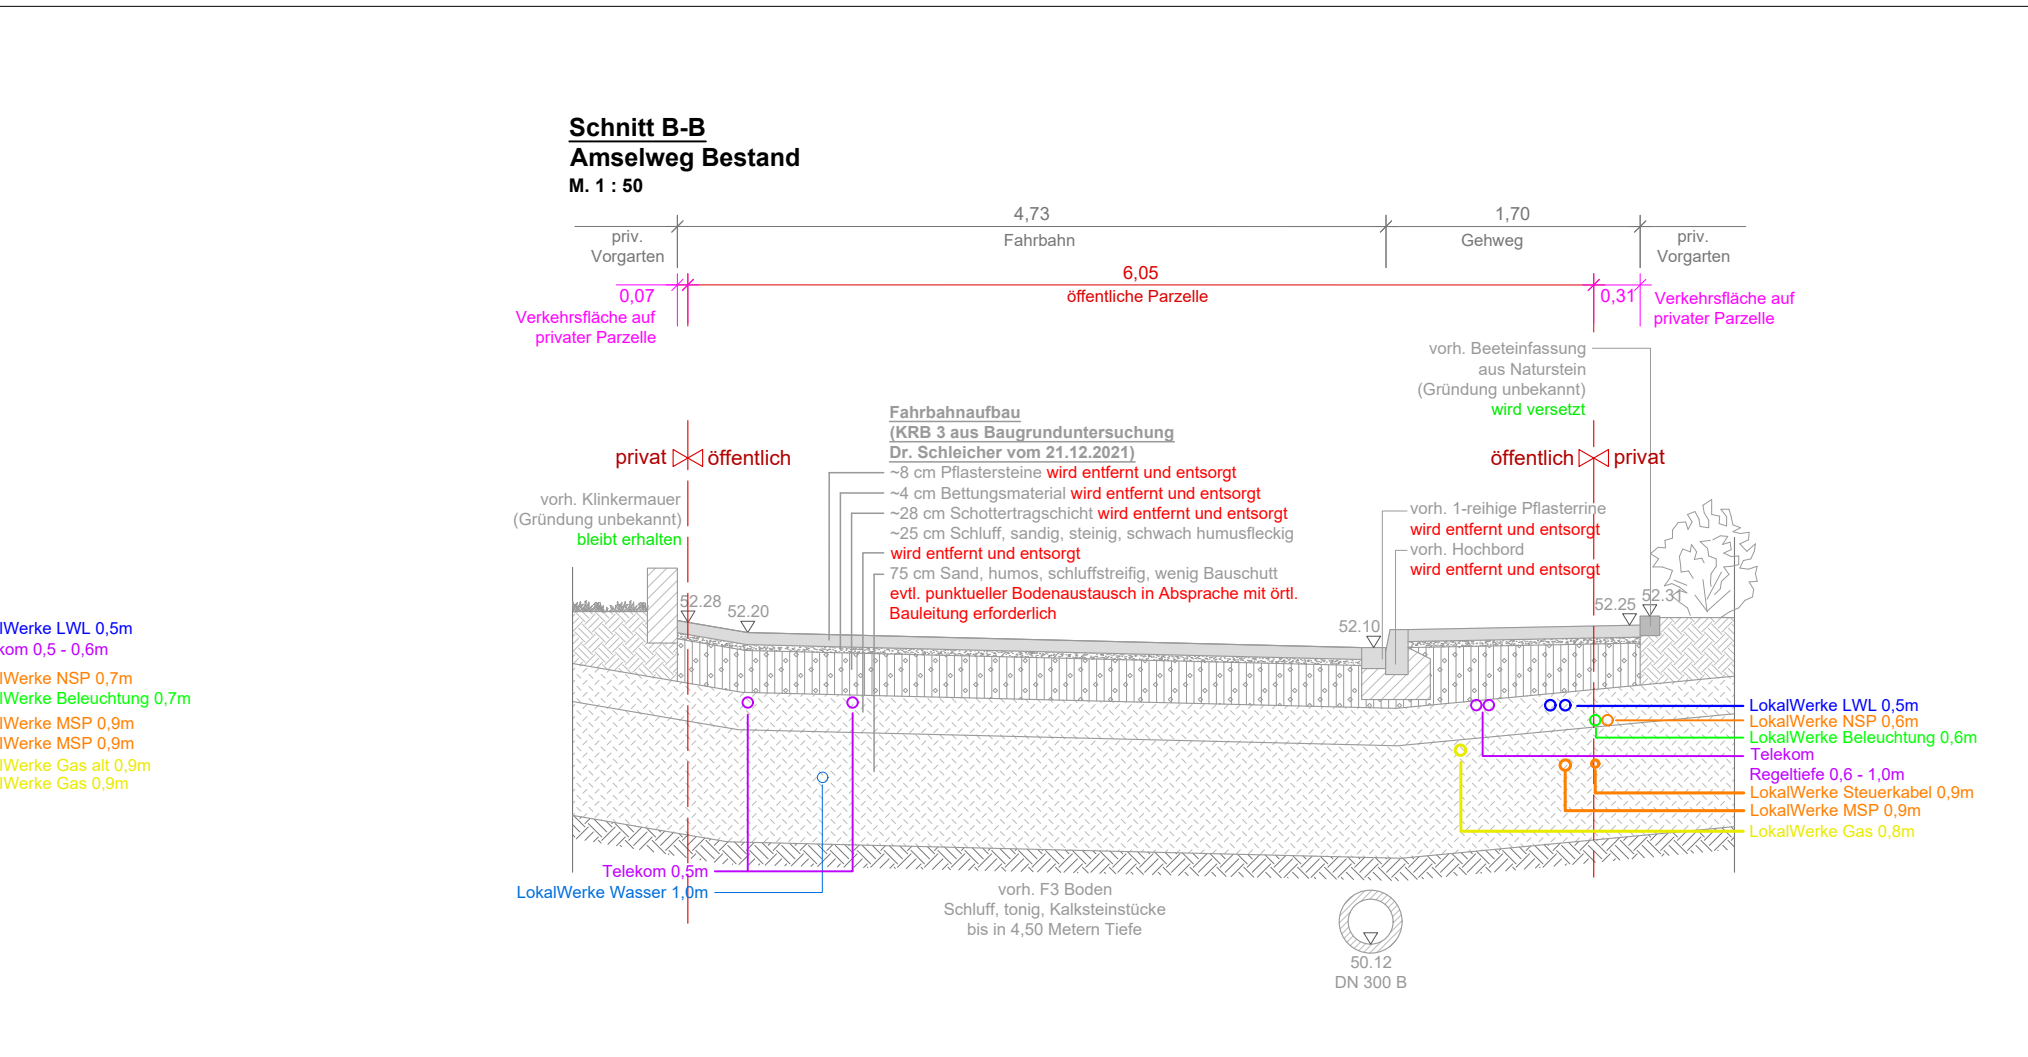 Schnitt B-B
Amselweg Bestand
M. 1 : 50
4,73
1,70
priv.
Vorgarten
Fahrbahn
Gehweg
priv.
Vorgarten
6,05
öffentliche Parzelle
0,07
Verkehrsfläche auf
privater Parzelle
0,31
Verkehrsfläche auf
privater Parzelle
vorh. Beeteinfassung
aus Naturstein
(Gründung unbekannt)
wird versetzt
Fahrbahnaufbau
(KRB 3 aus Baugrunduntersuchung
Dr. Schleicher vom 21.12.2021)
~8 cm Pflastersteine wird entfernt und entsorgt
~4 cm Bettungsmaterial wird entfernt und entsorgt
~28 cm Schottertragschicht wird entfernt und entsorgt
~25 cm Schluff, sandig, steinig, schwach humusfleckig
wird entfernt und entsorgt
75 cm Sand, humos, schluffstreifig, wenig Bauschutt
evtl. punktueller Bodenaustausch in Absprache mit örtl.
Bauleitung erforderlich
privat öffentlich
öffentlich privat
vorh. Klinkermauer
(Gründung unbekannt)
bleibt erhalten
vorh. 1-reihige Pflasterrine
wird entfernt und entsorgt
vorh. Hochbord
wird entfernt und entsorgt
52.28
52.20
52.10
52.25
52.31
lWerke LWL 0,5m
kom 0,5 - 0,6m
lWerke NSP 0,7m
lWerke Beleuchtung 0,7m
lWerke MSP 0,9m
lWerke MSP 0,9m
lWerke Gas alt 0,9m
lWerke Gas 0,9m
LokalWerke LWL 0,5m
LokalWerke NSP 0,6m
LokalWerke Beleuchtung 0,6m
Telekom
Regeltiefe 0,6 - 1,0m
LokalWerke Steuerkabel 0,9m
LokalWerke MSP 0,9m
LokalWerke Gas 0,8m
Telekom 0,5m
LokalWerke Wasser 1,0m
vorh. F3 Boden
Schluff, tonig, Kalksteinstücke
bis in 4,50 Metern Tiefe
50.12
DN 300 B